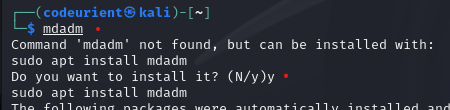 ┌──(codeurient㉿kali)-[~]
└─$ mdadm
Command 'mdadm' not found, but can be installed with:
sudo apt install mdadm
Do you want to install it? (N/y)y
sudo apt install mdadm
The following packages were automatically installed and